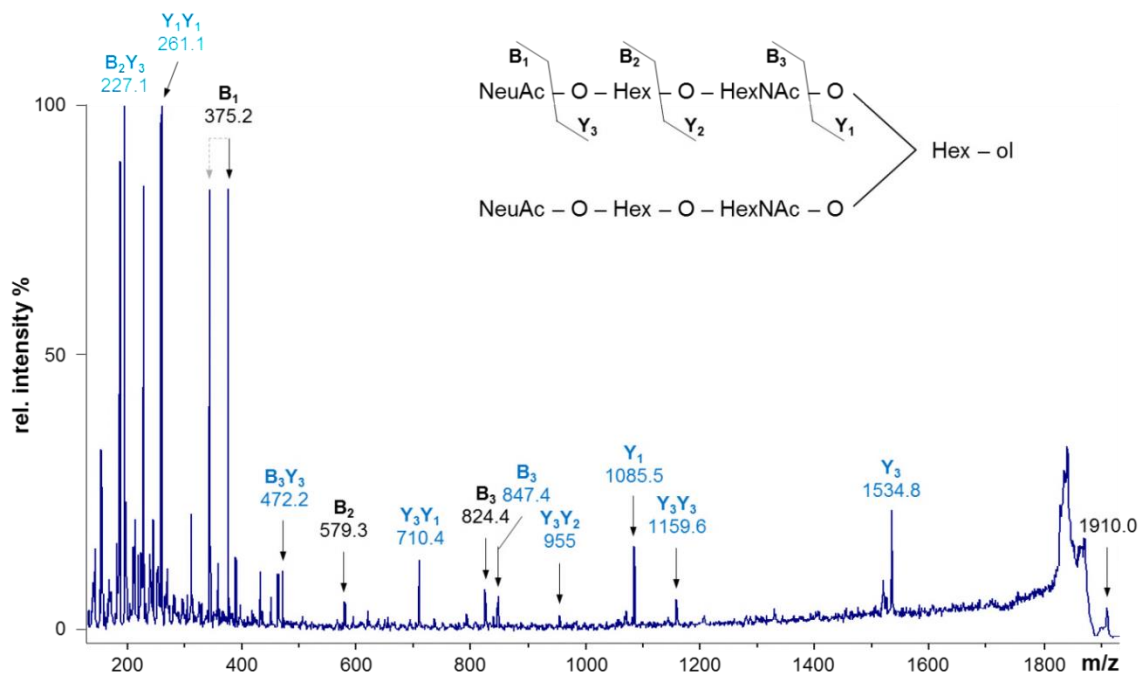 Y₁Y₁
261.1
B₂Y₃
227.1
B₁
375.2
B₁ B₂ B₃
NeuAc – O – Hex – O – HexNAc – O
Y₃ Y₂ Y₁
Hex – ol
NeuAc – O – Hex – O – HexNAc – O
100
50
0
rel. intensity %
B₃Y₃
472.2
B₂
579.3
Y₃Y₁
710.4
B₃
824.4
B₃
847.4
Y₃Y₂
955
Y₁
1085.5
Y₃Y₃
1159.6
Y₃
1534.8
1910.0
200 400 600 800 1000 1200 1400 1600 1800 m/z